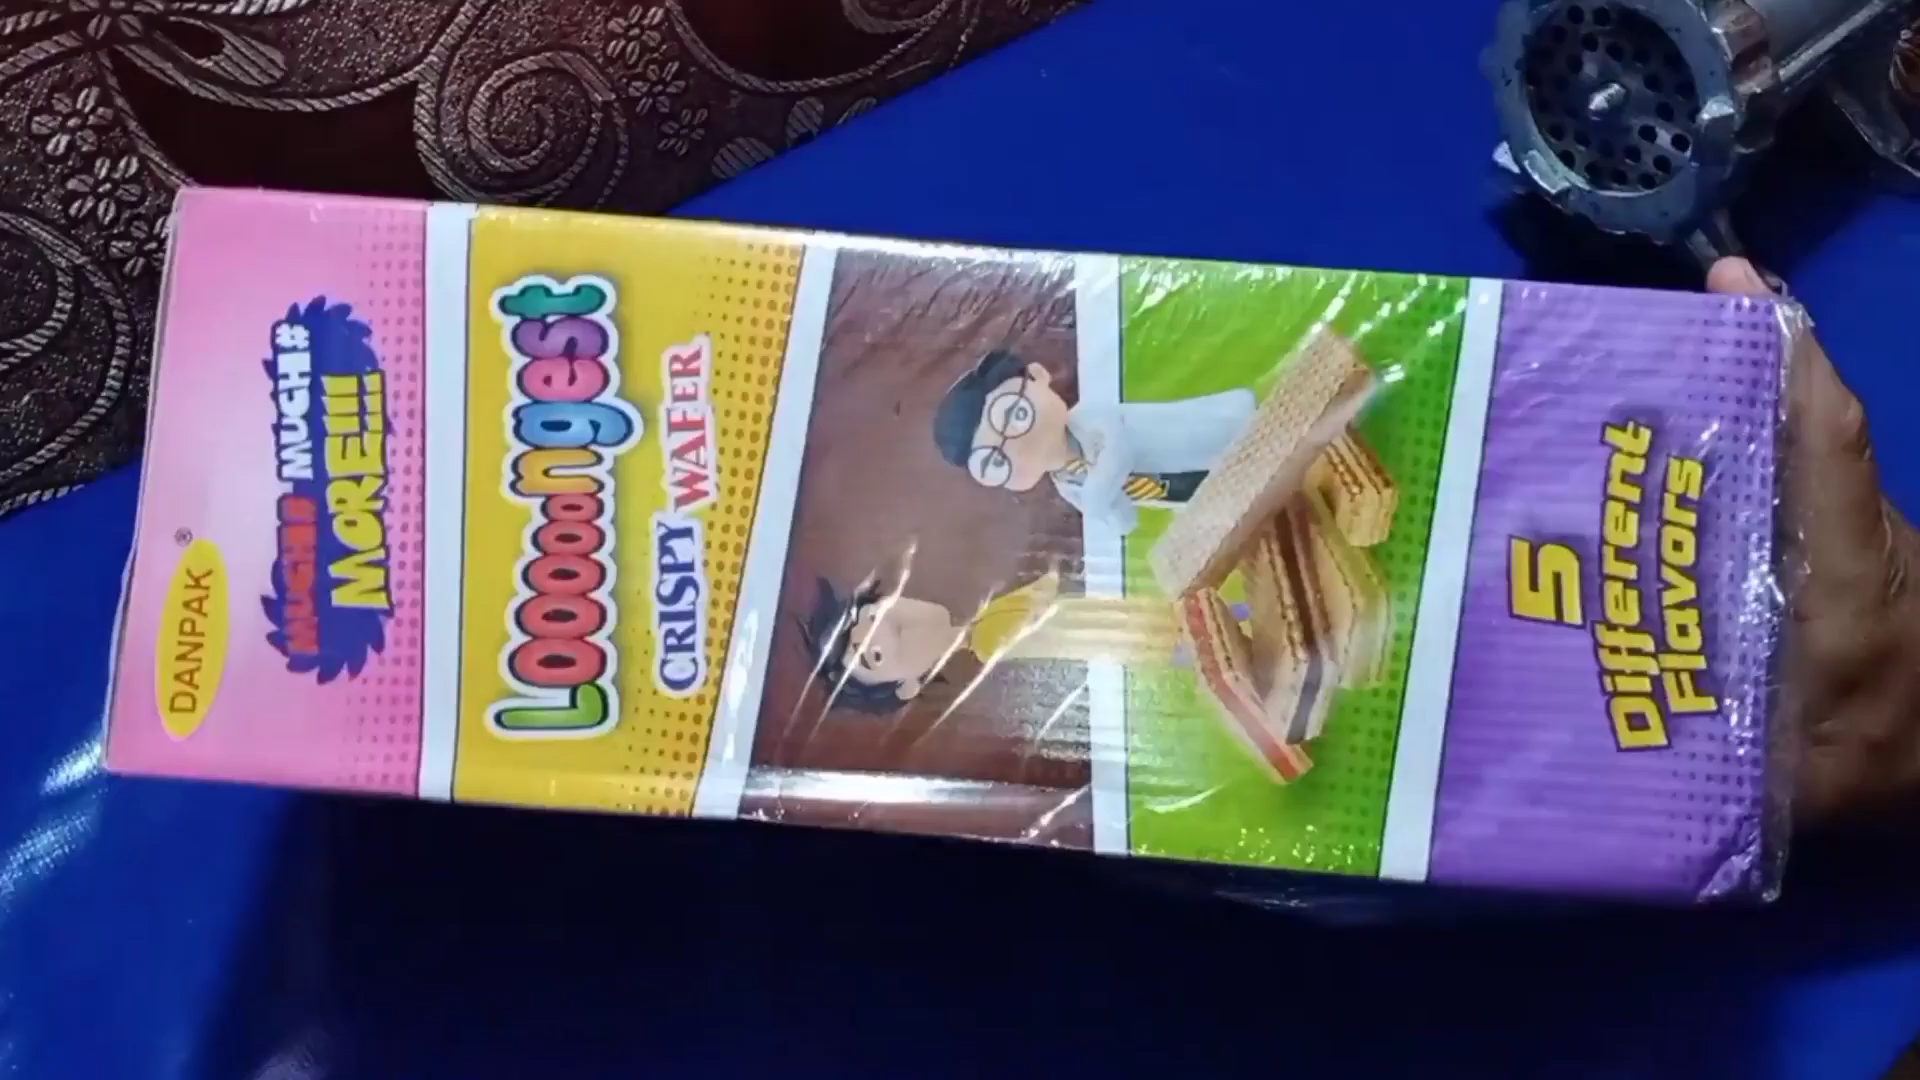 DANPAK
®
MUCH# MUCH#
MORE!!!
Looooongest
CRISPY WAFER
5
Different
Flavors